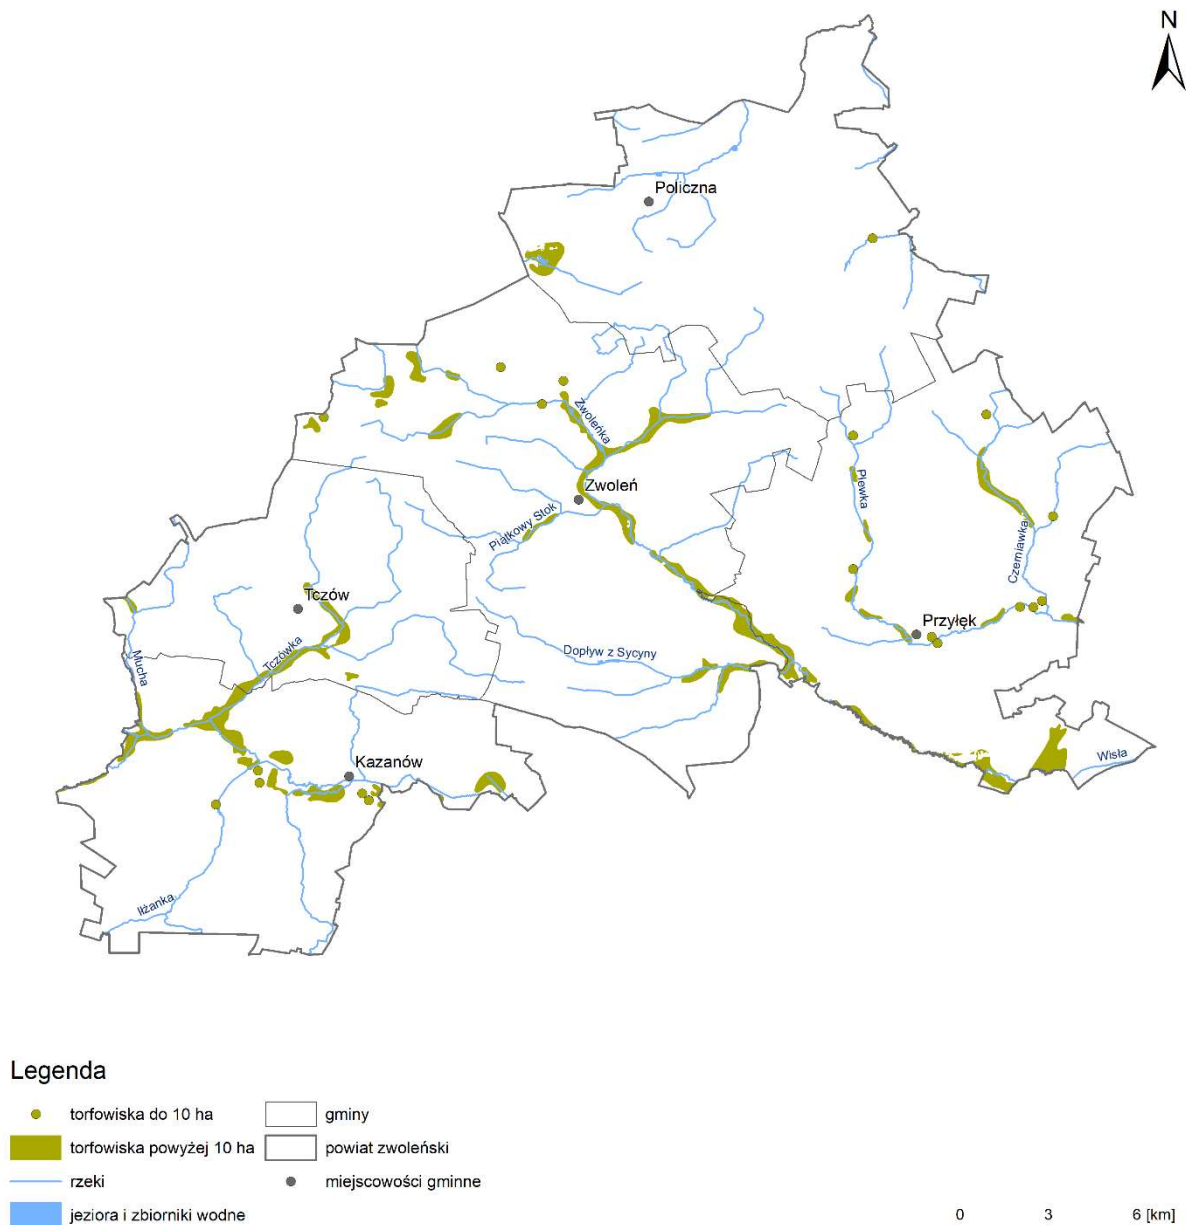 N
Policzna
Zwoleńka
Zwoleń
Piątkowy Stok
Plewka
Czerniawka
Tczów
Przyłęk
Tczówka
Mucha
Dopływ z Sycyny
Kazanów
Wisła
Iłżanka
Legenda
torfowiska do 10 ha
gminy
torfowiska powyżej 10 ha
powiat zwoleński
rzeki
miejscowości gminne
jeziora i zbiorniki wodne
0 3 6 [km]